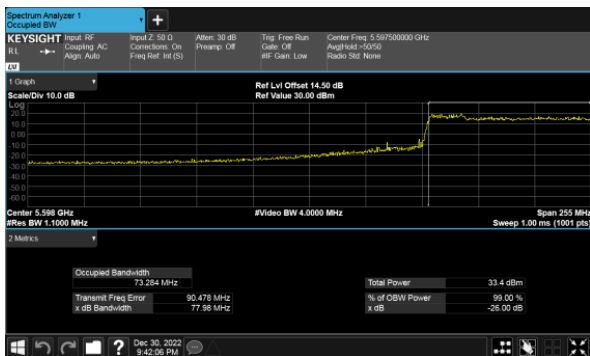 Spectrum Analyzer 1
Occupied BW
+
KEYSIGHT Input: RF Input Z: 50 Ω Atten: 30 dB Trig: Free Run Center Freq: 5.597500000 GHz
R L Coupling: AC Corrections: On Preamp: Off Gate: Off Avg|Hold:>50/50
Align: Auto Freq Ref: Int (S) #IF Gain: Low Radio Std: None
LXI
1 Graph
Ref Lvl Offset 14.50 dB
Scale/Div 10.0 dB Ref Value 30.00 dBm
Log
20.0
10.0
0.00
-10.0
-20.0
-30.0
-40.0
-50.0
-60.0
Center 5.598 GHz #Video BW 4.0000 MHz Span 255 MHz
#Res BW 1.1000 MHz Sweep 1.00 ms (1001 pts)
2 Metrics
Occupied Bandwidth
73.284 MHz Total Power 33.4 dBm
Transmit Freq Error 90.478 MHz % of OBW Power 99.00 %
x dB Bandwidth 77.98 MHz x dB -26.00 dB
? Dec 30, 2022
9:42:06 PM